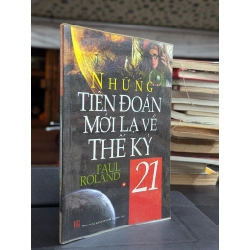 NHỮNG
TIÊN ĐOÁN
MỚI LẠ VỀ
THẾ KỶ
PAUL
ROLAND
21